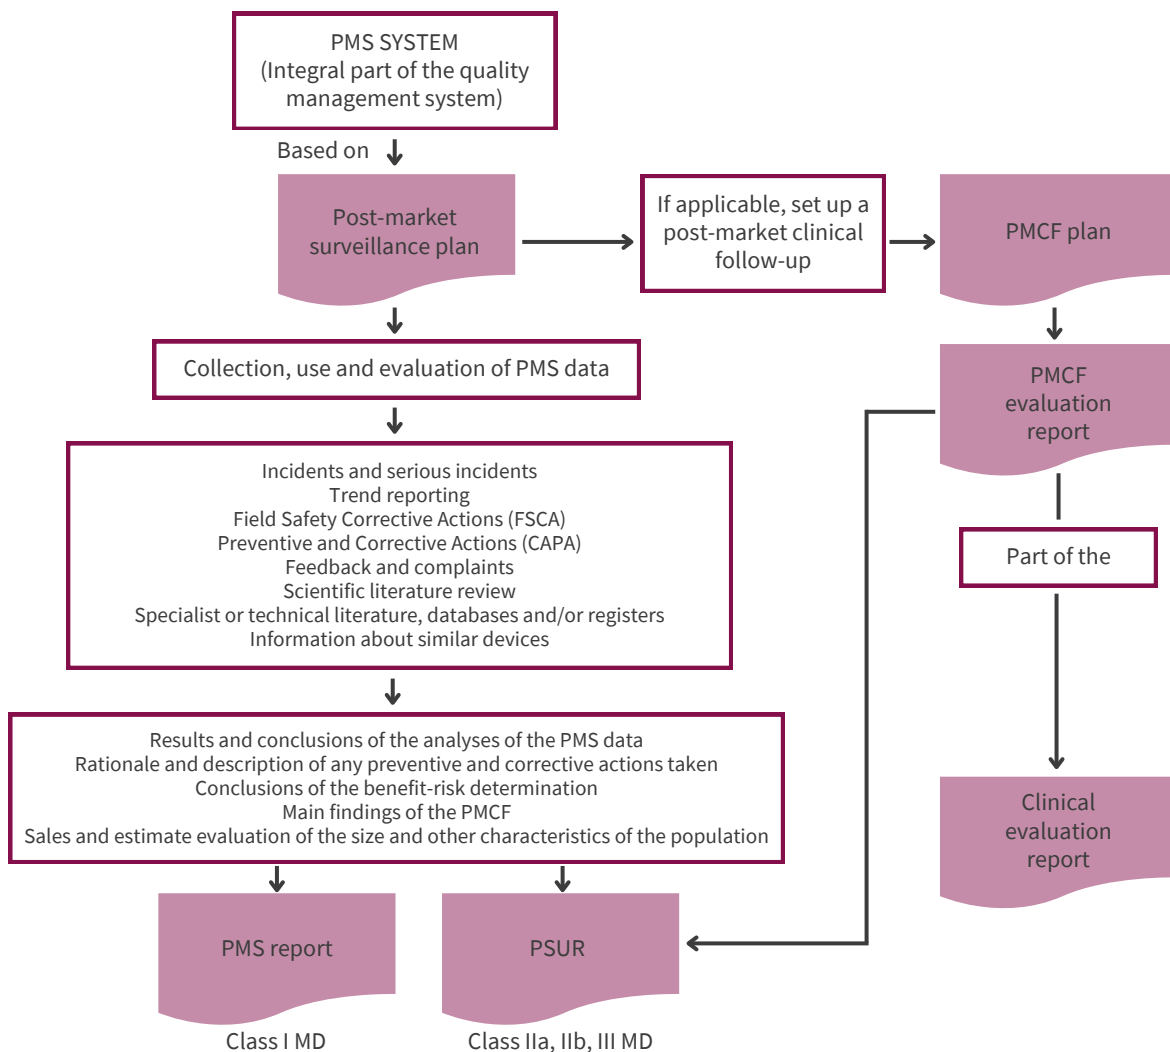 PMS SYSTEM
(Integral part of the quality
management system)
Based on
Post-market
surveillance plan
If applicable, set up a
post-market clinical
follow-up
PMCF plan
Collection, use and evaluation of PMS data
PMCF
evaluation
report
Incidents and serious incidents
Trend reporting
Field Safety Corrective Actions (FSCA)
Preventive and Corrective Actions (CAPA)
Feedback and complaints
Scientific literature review
Specialist or technical literature, databases and/or registers
Information about similar devices
Part of the
Results and conclusions of the analyses of the PMS data
Rationale and description of any preventive and corrective actions taken
Conclusions of the benefit-risk determination
Main findings of the PMCF
Sales and estimate evaluation of the size and other characteristics of the population
Clinical
evaluation
report
PMS report
PSUR
Class I MD
Class IIa, IIb, III MD